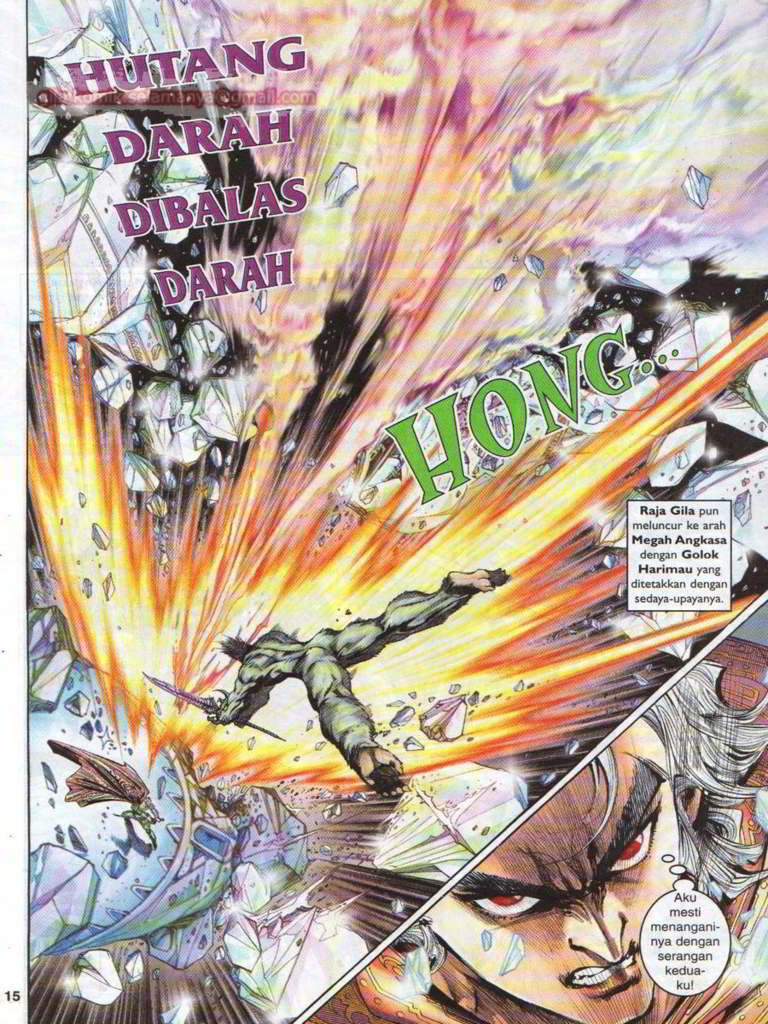 HUTANG
DARAH
DIBALAS
DARAH
HONG...
Raja Gila pun
meluncur ke arah
Megah Angkasa
dengan Golok
Harimau yang
ditetakkan dengan
sedaya-upayanya.
Aku
mesti
menangani-
nya dengan
serangan
kedua-
ku!
15